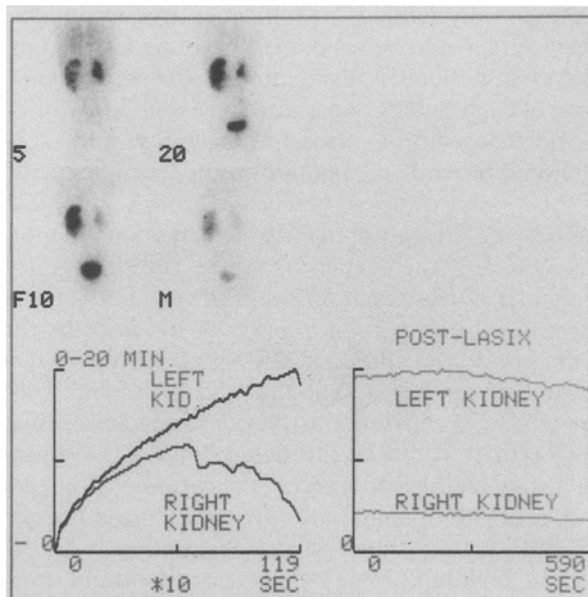 5 20
F10 M
0-20 MIN.
LEFT
KID
RIGHT
KIDNEY
0
0 119
*10 SEC
POST-LASIX
LEFT KIDNEY
RIGHT KIDNEY
0
0 590
SEC